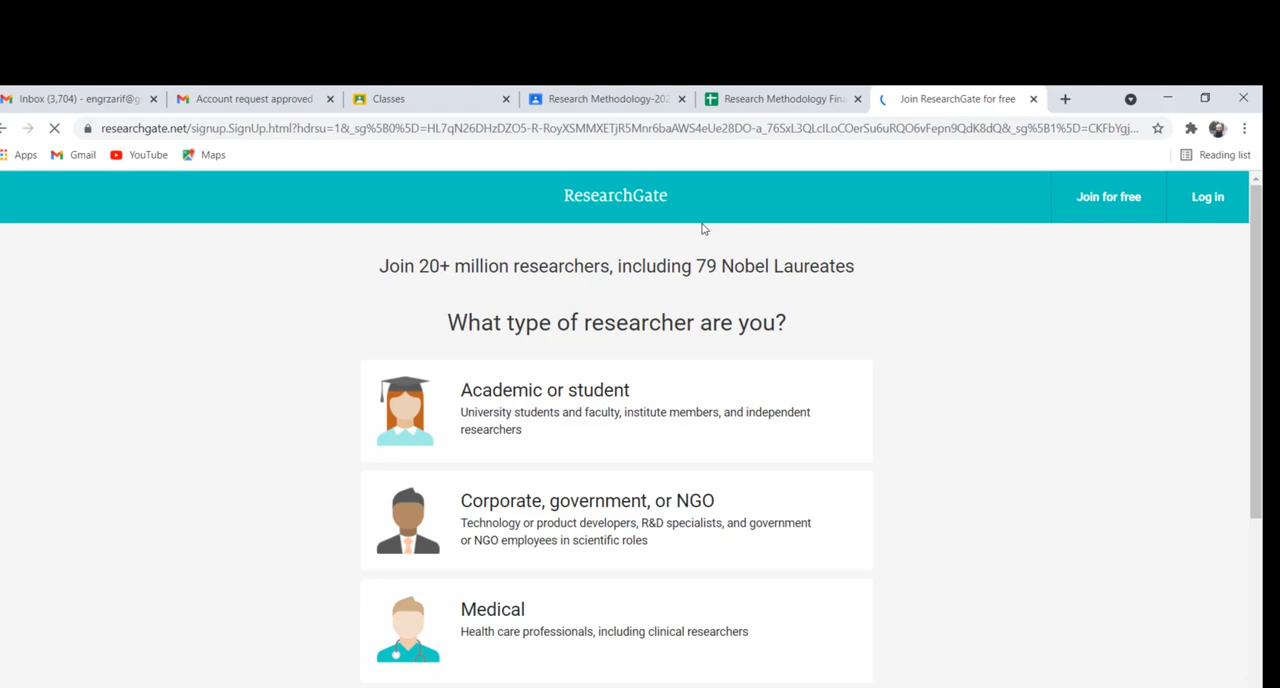 Inbox (3,704) - engrzarif@g
Account request approved
Classes
Research Methodology-202
Research Methodology Fina
Join ResearchGate for free
researchgate.net/signup.SignUp.html?hdrsu=1&_sg%5B0%5D=HL7qN26DHzDZO5-R-RoyXSMMXETjR5Mnr6baAWS4eUe28DO-a_76SxL3QLcILoCOerSu6uRQO6vFepn9QdK8dQ&_sg%5B1%5D=CKFbYgj...
Apps
Gmail
YouTube
Maps
Reading list
ResearchGate
Join for free
Log in
Join 20+ million researchers, including 79 Nobel Laureates
What type of researcher are you?
Academic or student
University students and faculty, institute members, and independent
researchers
Corporate, government, or NGO
Technology or product developers, R&D specialists, and government
or NGO employees in scientific roles
Medical
Health care professionals, including clinical researchers